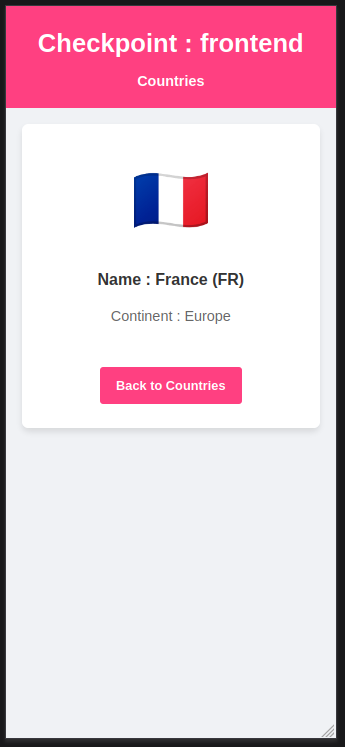 Checkpoint : frontend
Countries
Name : France (FR)
Continent : Europe
Back to Countries